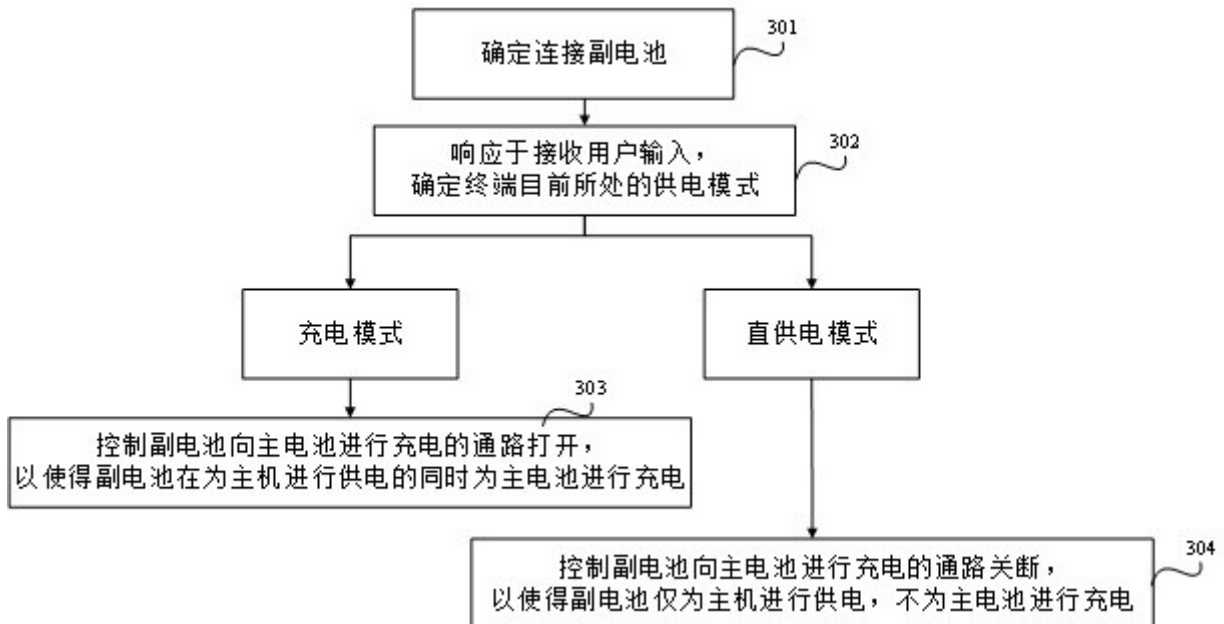 确定连接副电池
301
响应于接收用户输入，
确定终端目前所处的供电模式
302
充电模式
直供电模式
303
控制副电池向主电池进行充电的通路打开，
以使得副电池在为主机进行供电的同时为主电池进行充电
304
控制副电池向主电池进行充电的通路关断，
以使得副电池仅为主机进行供电，不为主电池进行充电